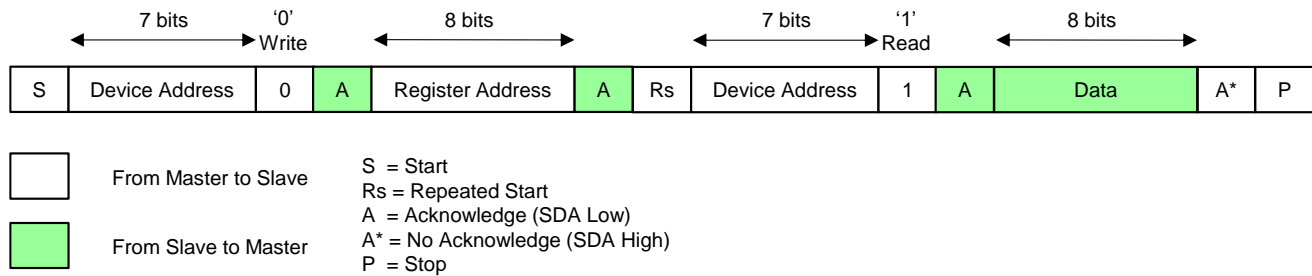 7 bits ‘0’ 8 bits 7 bits ‘1’ 8 bits
Write Read
S Device Address 0 A Register Address A Rs Device Address 1 A Data A* P
From Master to Slave
From Slave to Master
S = Start
Rs = Repeated Start
A = Acknowledge (SDA Low)
A* = No Acknowledge (SDA High)
P = Stop